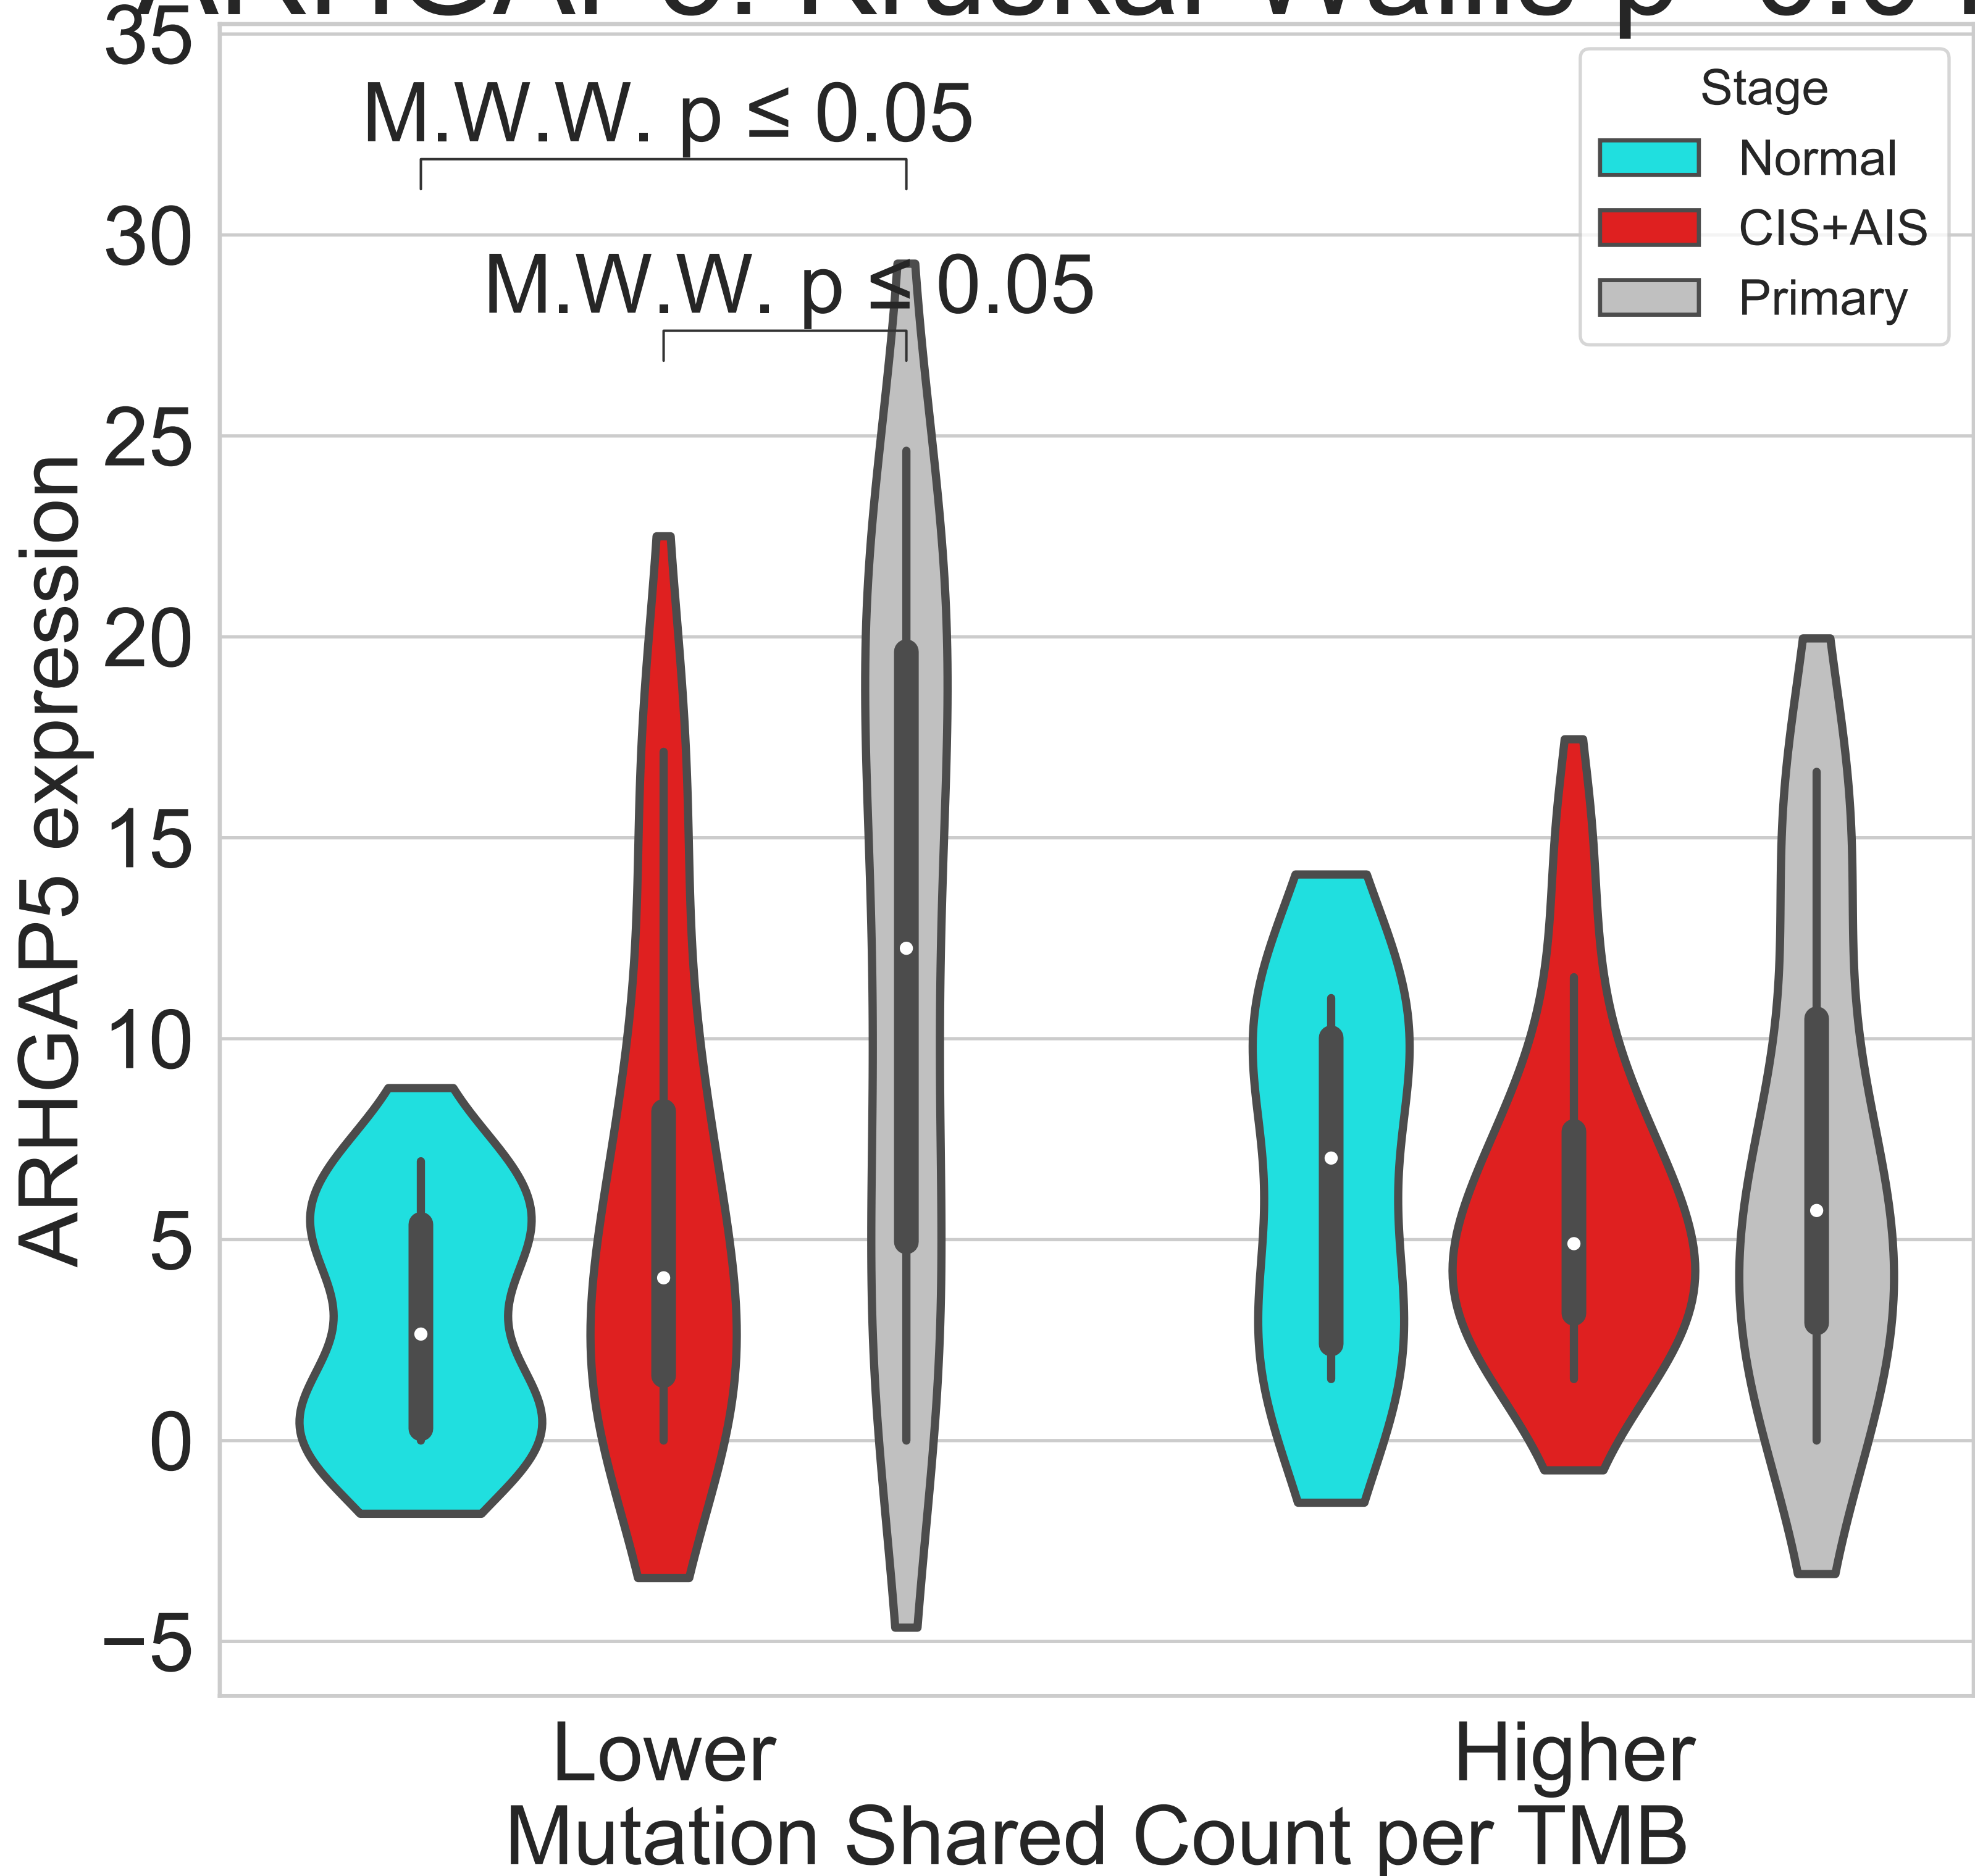 35
M.W.W. p ≤ 0.05
Stage
Normal
CIS+AIS
Primary
30
M.W.W. p ≤ 0.05
25
20
15
10
5
0
−5
ARHGAP5 expression
Lower
Higher
Mutation Shared Count per TMB